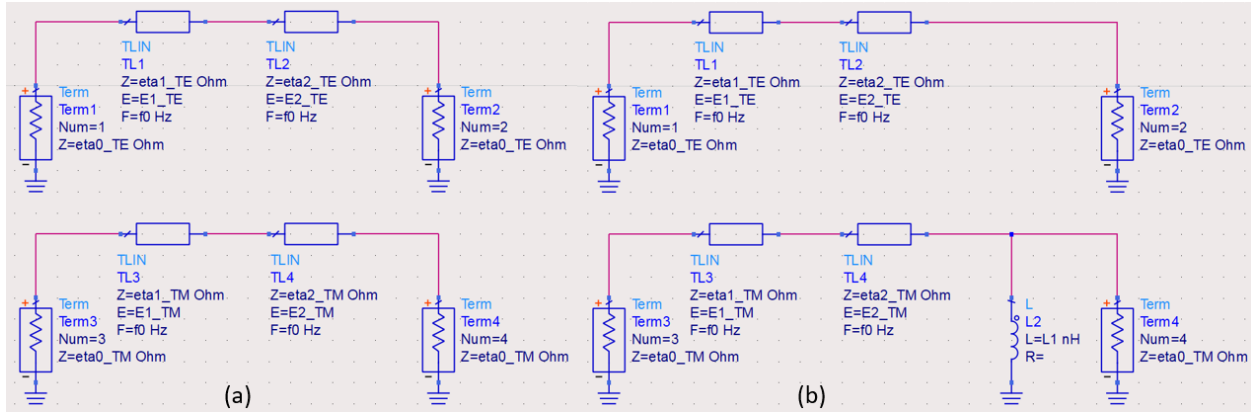 TLIN
TL1
Z=eta1_TE Ohm
E=E1_TE
F=f0 Hz
TLIN
TL2
Z=eta2_TE Ohm
E=E2_TE
F=f0 Hz
+
Term
Term1
Num=1
Z=eta0_TE Ohm
-
+
Term
Term2
Num=2
Z=eta0_TE Ohm
-
TLIN
TL1
Z=eta1_TE Ohm
E=E1_TE
F=f0 Hz
TLIN
TL2
Z=eta2_TE Ohm
E=E2_TE
F=f0 Hz
+
Term
Term1
Num=1
Z=eta0_TE Ohm
-
+
Term
Term2
Num=2
Z=eta0_TE Ohm
-
TLIN
TL3
Z=eta1_TM Ohm
E=E1_TM
F=f0 Hz
TLIN
TL4
Z=eta2_TM Ohm
E=E2_TM
F=f0 Hz
+
Term
Term3
Num=3
Z=eta0_TM Ohm
-
+
Term
Term4
Num=4
Z=eta0_TM Ohm
-
(a)
TLIN
TL3
Z=eta1_TM Ohm
E=E1_TM
F=f0 Hz
TLIN
TL4
Z=eta2_TM Ohm
E=E2_TM
F=f0 Hz
+
Term
Term3
Num=3
Z=eta0_TM Ohm
-
L
L2
L=L1 nH
R=
+
Term
Term4
Num=4
Z=eta0_TM Ohm
-
(b)